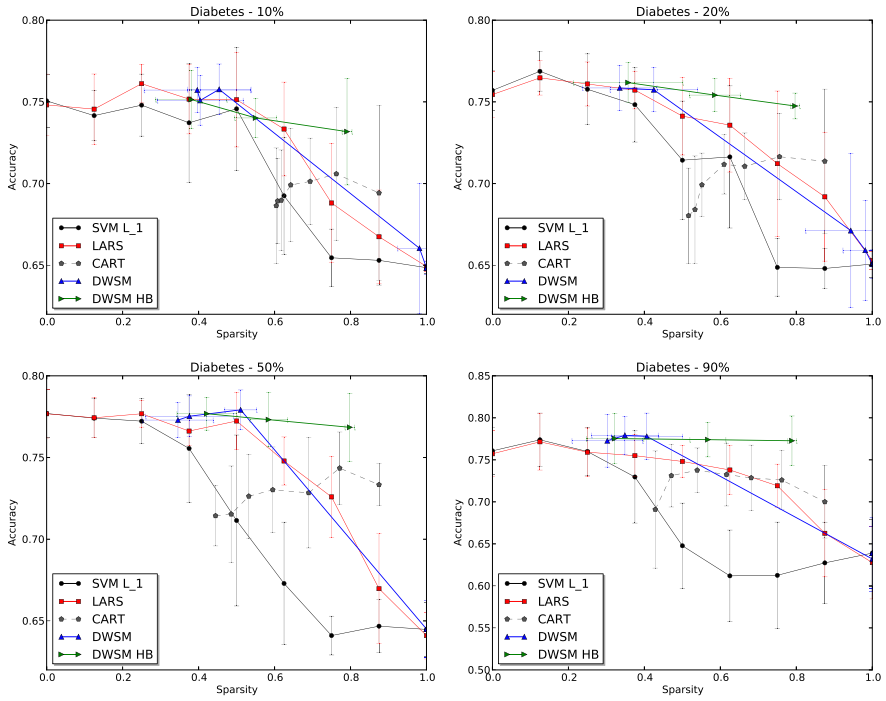 Diabetes - 10%
0.80
0.75
0.70
0.65
Accuracy
SVM L_1
LARS
CART
DWSM
DWSM HB
0.0 0.2 0.4 0.6 0.8 1.0
Sparsity
Diabetes - 20%
0.80
0.75
0.70
0.65
Accuracy
SVM L_1
LARS
CART
DWSM
DWSM HB
0.0 0.2 0.4 0.6 0.8 1.0
Sparsity
Diabetes - 50%
0.80
0.75
0.70
0.65
Accuracy
SVM L_1
LARS
CART
DWSM
DWSM HB
0.0 0.2 0.4 0.6 0.8 1.0
Sparsity
Diabetes - 90%
0.85
0.80
0.75
0.70
0.65
0.60
0.55
0.50
Accuracy
SVM L_1
LARS
CART
DWSM
DWSM HB
0.0 0.2 0.4 0.6 0.8 1.0
Sparsity